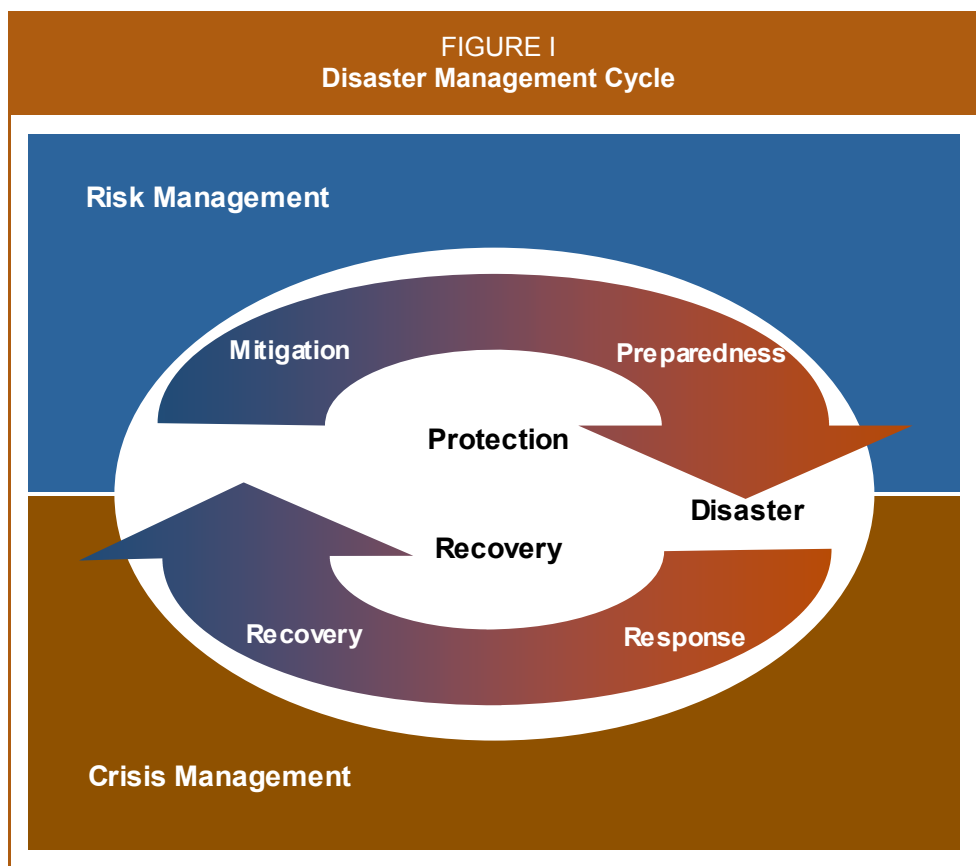 FIGURE I
Disaster Management Cycle
Risk Management
Mitigation
Preparedness
Protection
Disaster
Recovery
Recovery
Response
Crisis Management